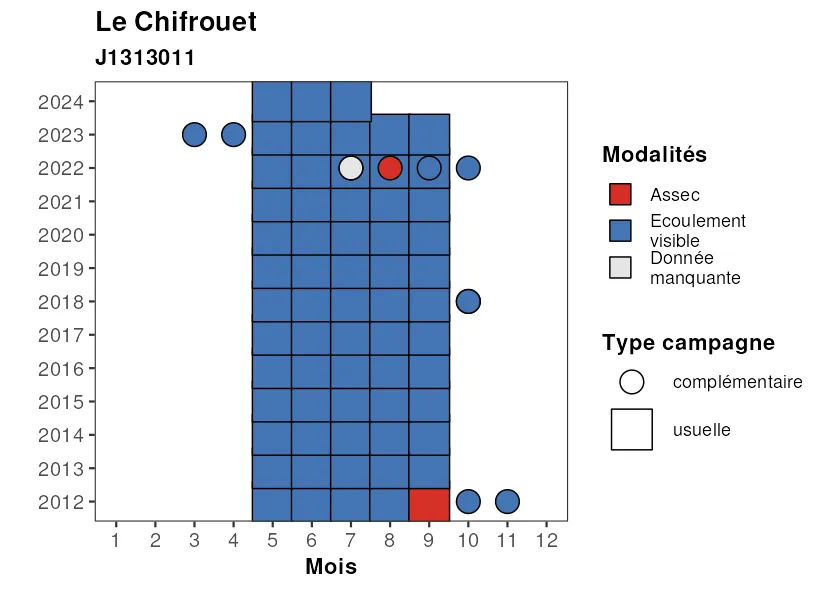 Le Chifrouet
J1313011
2024
2023
2022
2021
2020
2019
2018
2017
2016
2015
2014
2013
2012
1 2 3 4 5 6 7 8 9 10 11 12
Mois
Modalités
Assec
Ecoulement
visible
Donnée
manquante
Type campagne
complémentaire
usuelle